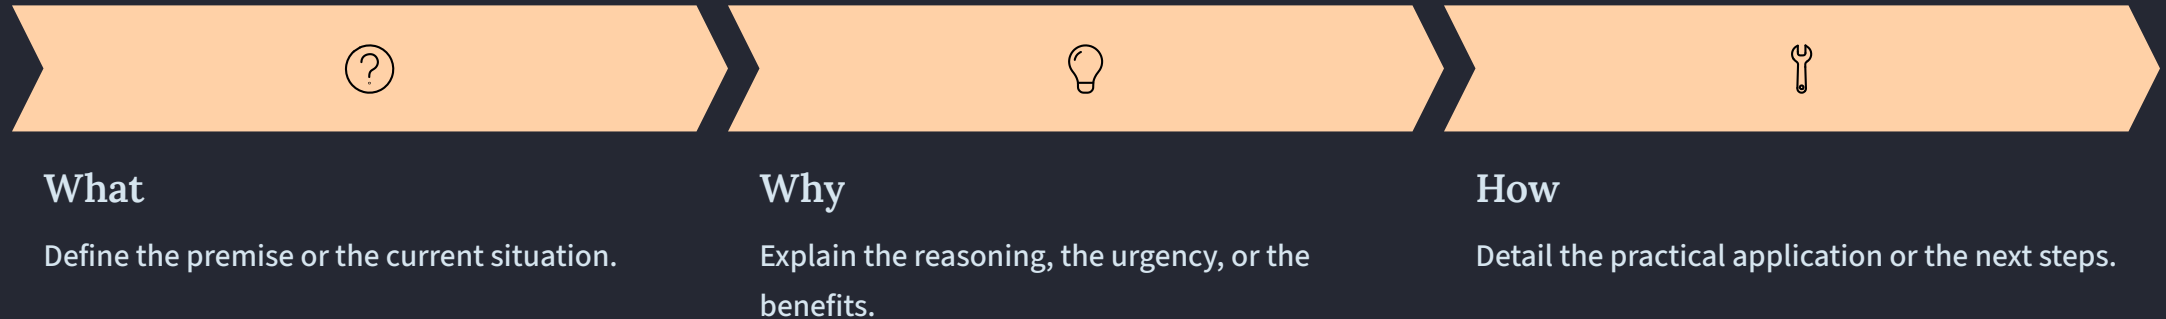 What
Define the premise or the current situation.
Why
Explain the reasoning, the urgency, or the
benefits.
How
Detail the practical application or the next steps.